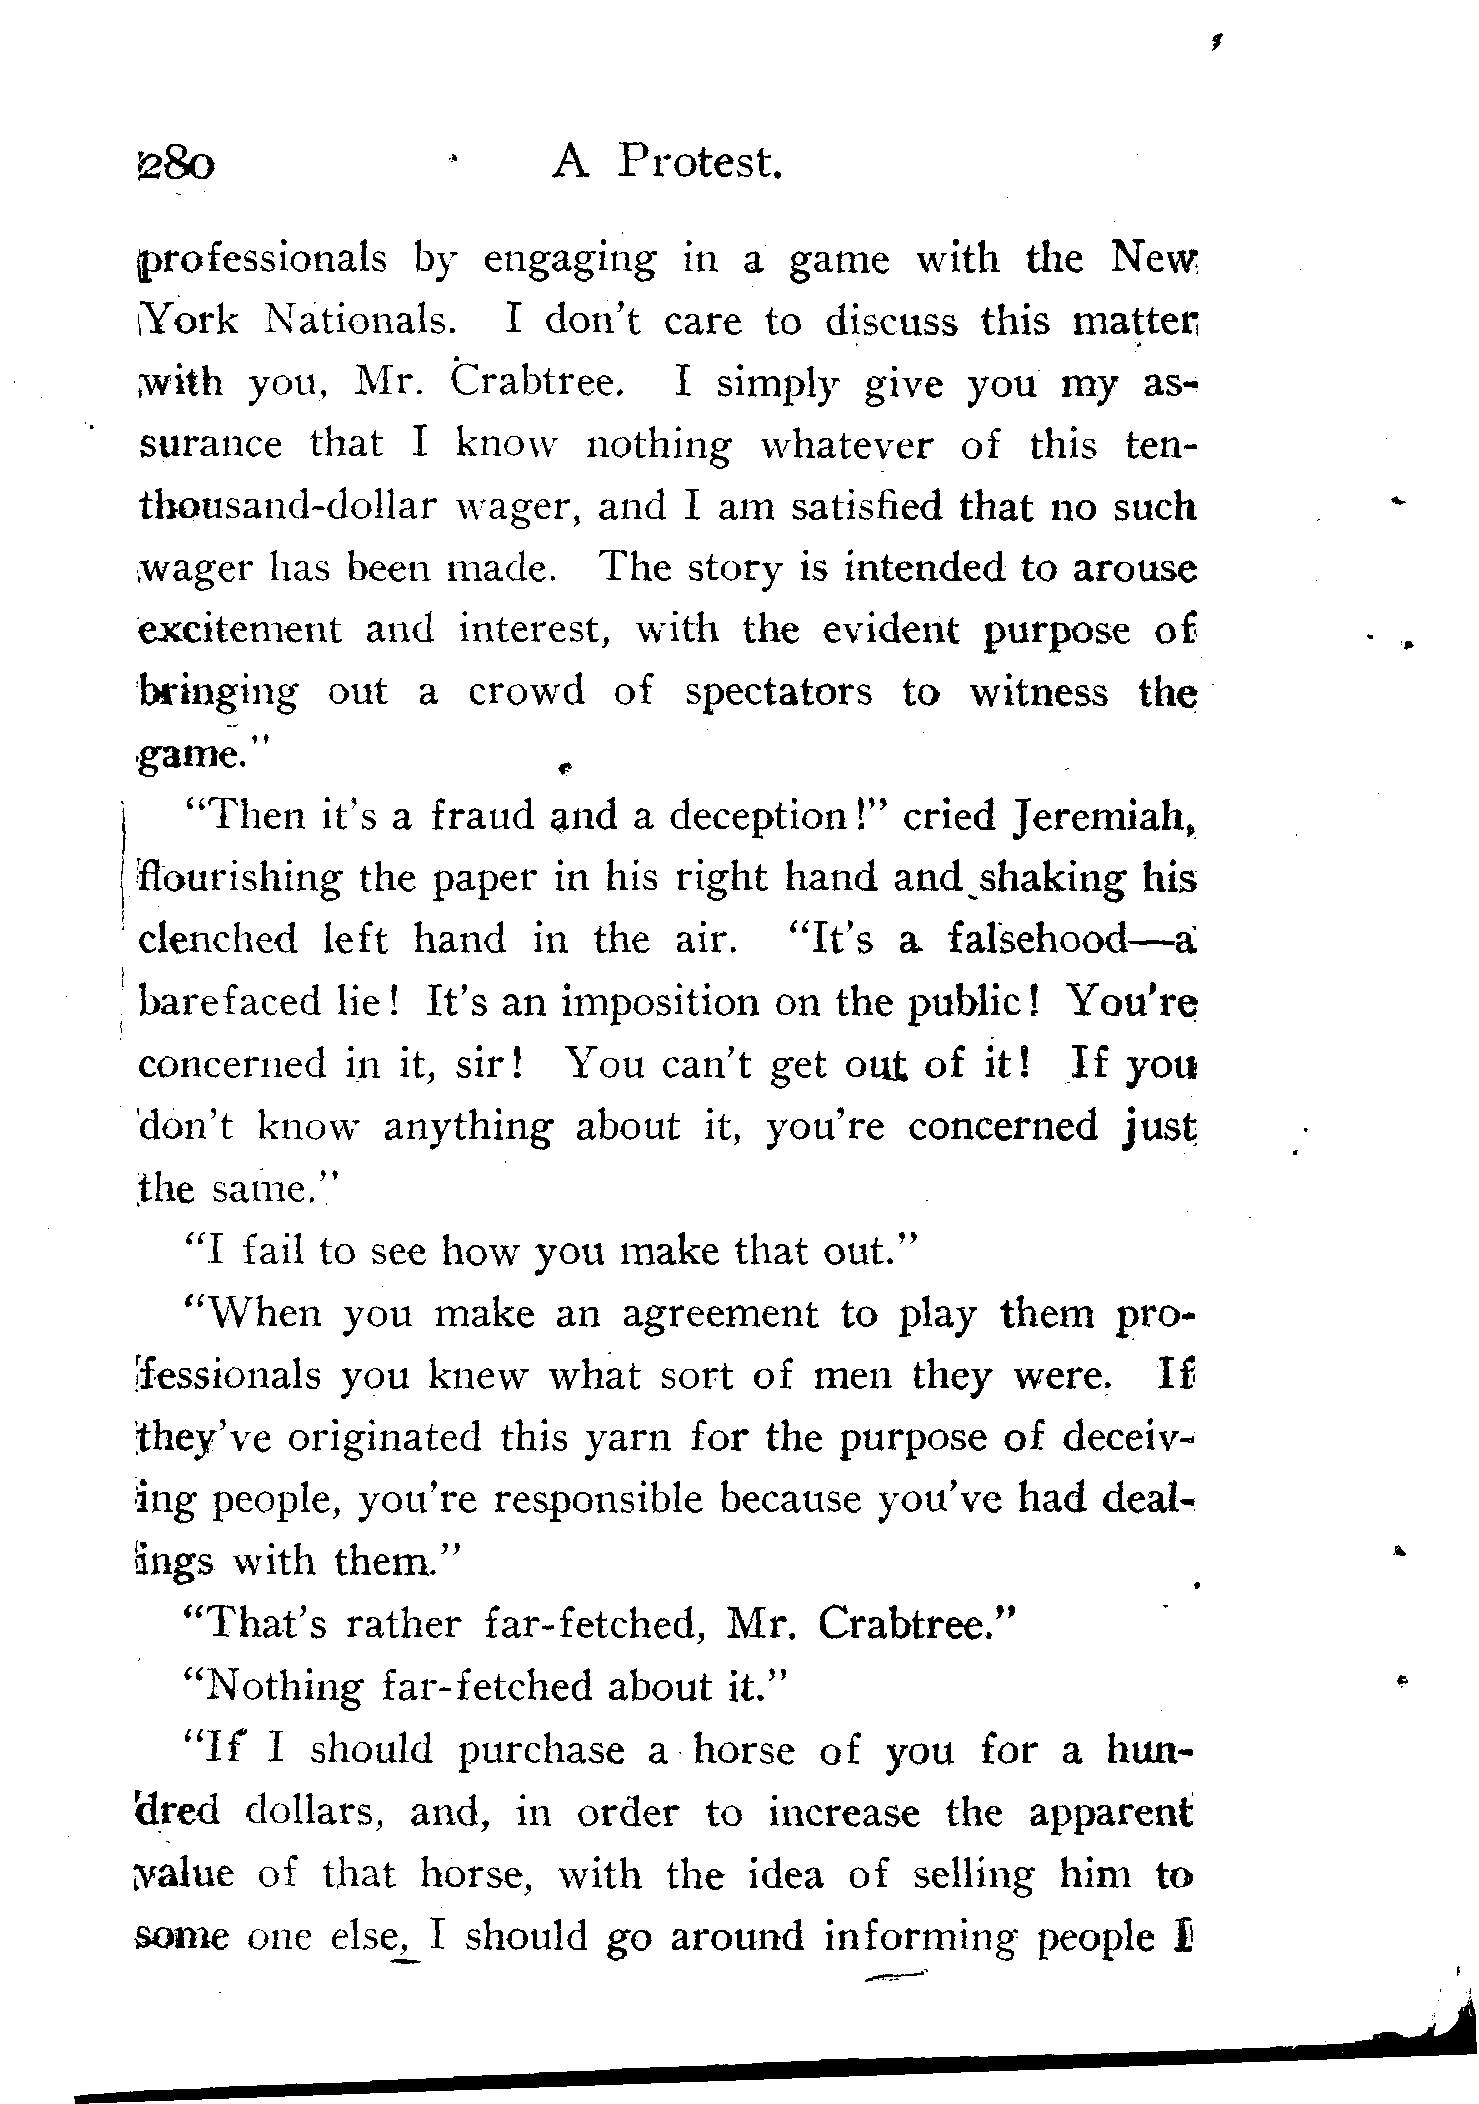 280 A Protest.
professionals by engaging in a game with the New
York Nationals. I don't care to discuss this matter
with you, Mr. Crabtree. I simply give you my as-
surance that I know nothing whatever of this ten-
thousand-dollar wager, and I am satisfied that no such
wager has been made. The story is intended to arouse
excitement and interest, with the evident purpose of
bringing out a crowd of spectators to witness the
game."
"Then it's a fraud and a deception!" cried Jeremiah,
flourishing the paper in his right hand and shaking his
clenched left hand in the air. "It's a falsehood—a
barefaced lie! It's an imposition on the public! You're
concerned in it, sir! You can't get out of it! If you
don't know anything about it, you're concerned just
the same."
"I fail to see how you make that out."
"When you make an agreement to play them pro-
fessionals you knew what sort of men they were. If
they've originated this yarn for the purpose of deceiv-
ing people, you're responsible because you've had deal-
ings with them."
"That's rather far-fetched, Mr. Crabtree."
"Nothing far-fetched about it."
"If I should purchase a horse of you for a hun-
dred dollars, and, in order to increase the apparent
value of that horse, with the idea of selling him to
some one else, I should go around informing people I